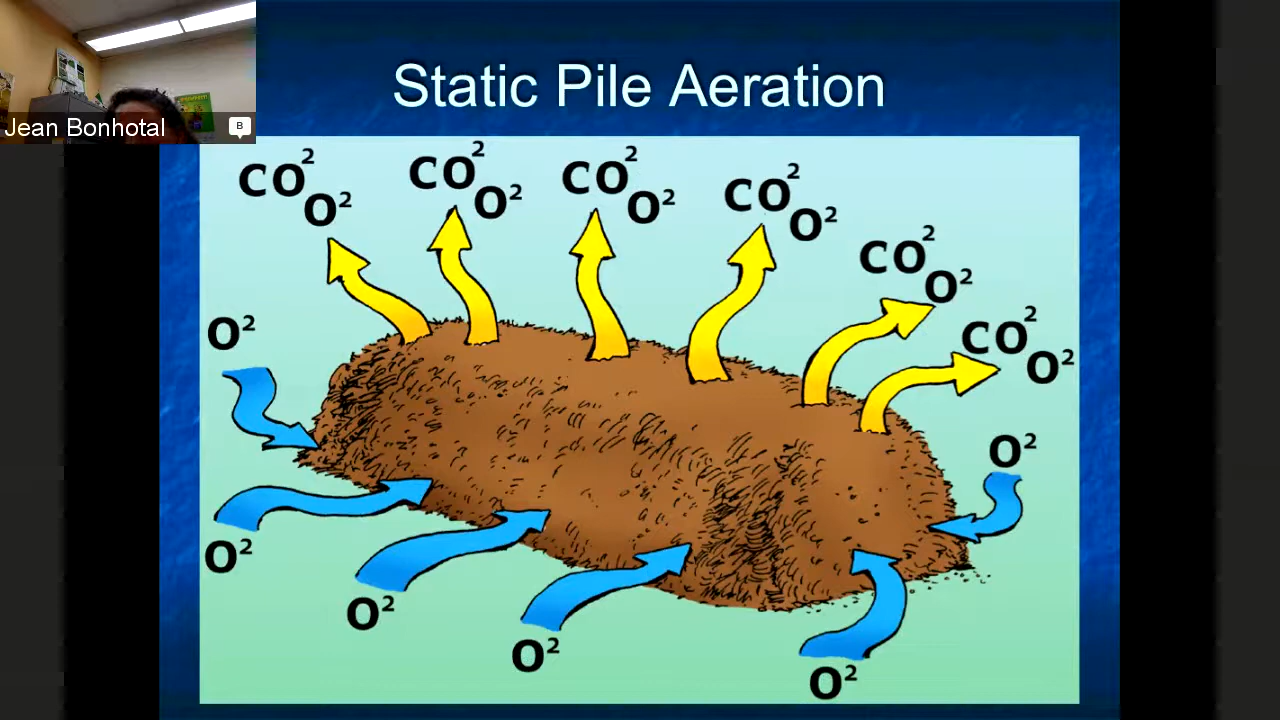 Static Pile Aeration
Jean Bonhotal
B
CO²
O²
CO²
O²
CO²
O²
CO²
O²
CO²
O²
CO²
O²
O²
O²
O²
O²
O²
O²